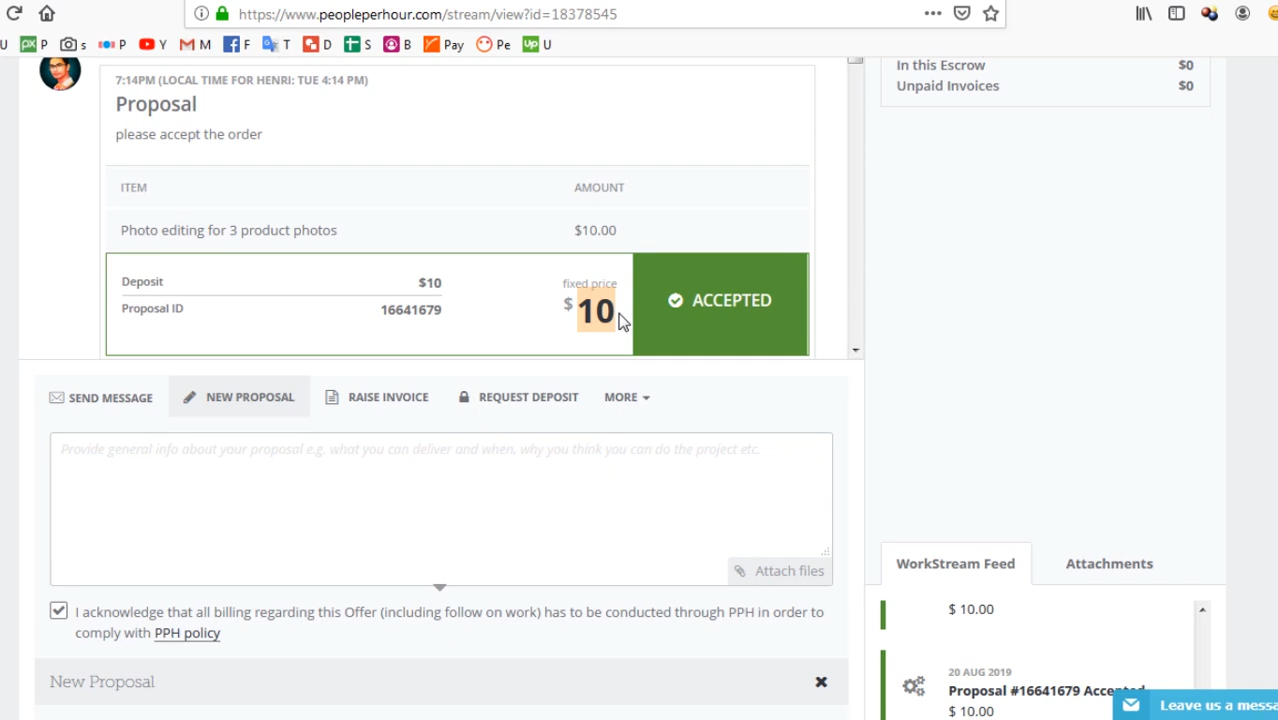 https://www.peopleperhour.com/stream/view?id=18378545
U P s P Y M F T D S B Pay Pe U
7:14PM (LOCAL TIME FOR HENRI: TUE 4:14 PM)
Proposal
please accept the order
ITEM AMOUNT
Photo editing for 3 product photos $10.00
Deposit $10
Proposal ID 16641679
fixed price
$ 10
ACCEPTED
In this Escrow $0
Unpaid Invoices $0
SEND MESSAGE NEW PROPOSAL RAISE INVOICE REQUEST DEPOSIT MORE
Provide general info about your proposal e.g. what you can deliver and when, why you think you can do the project etc.
Attach files
I acknowledge that all billing regarding this Offer (including follow on work) has to be conducted through PPH in order to
comply with PPH policy
New Proposal
WorkStream Feed Attachments
$ 10.00
20 AUG 2019
Proposal #16641679 Accepted
$ 10.00
Leave us a messa